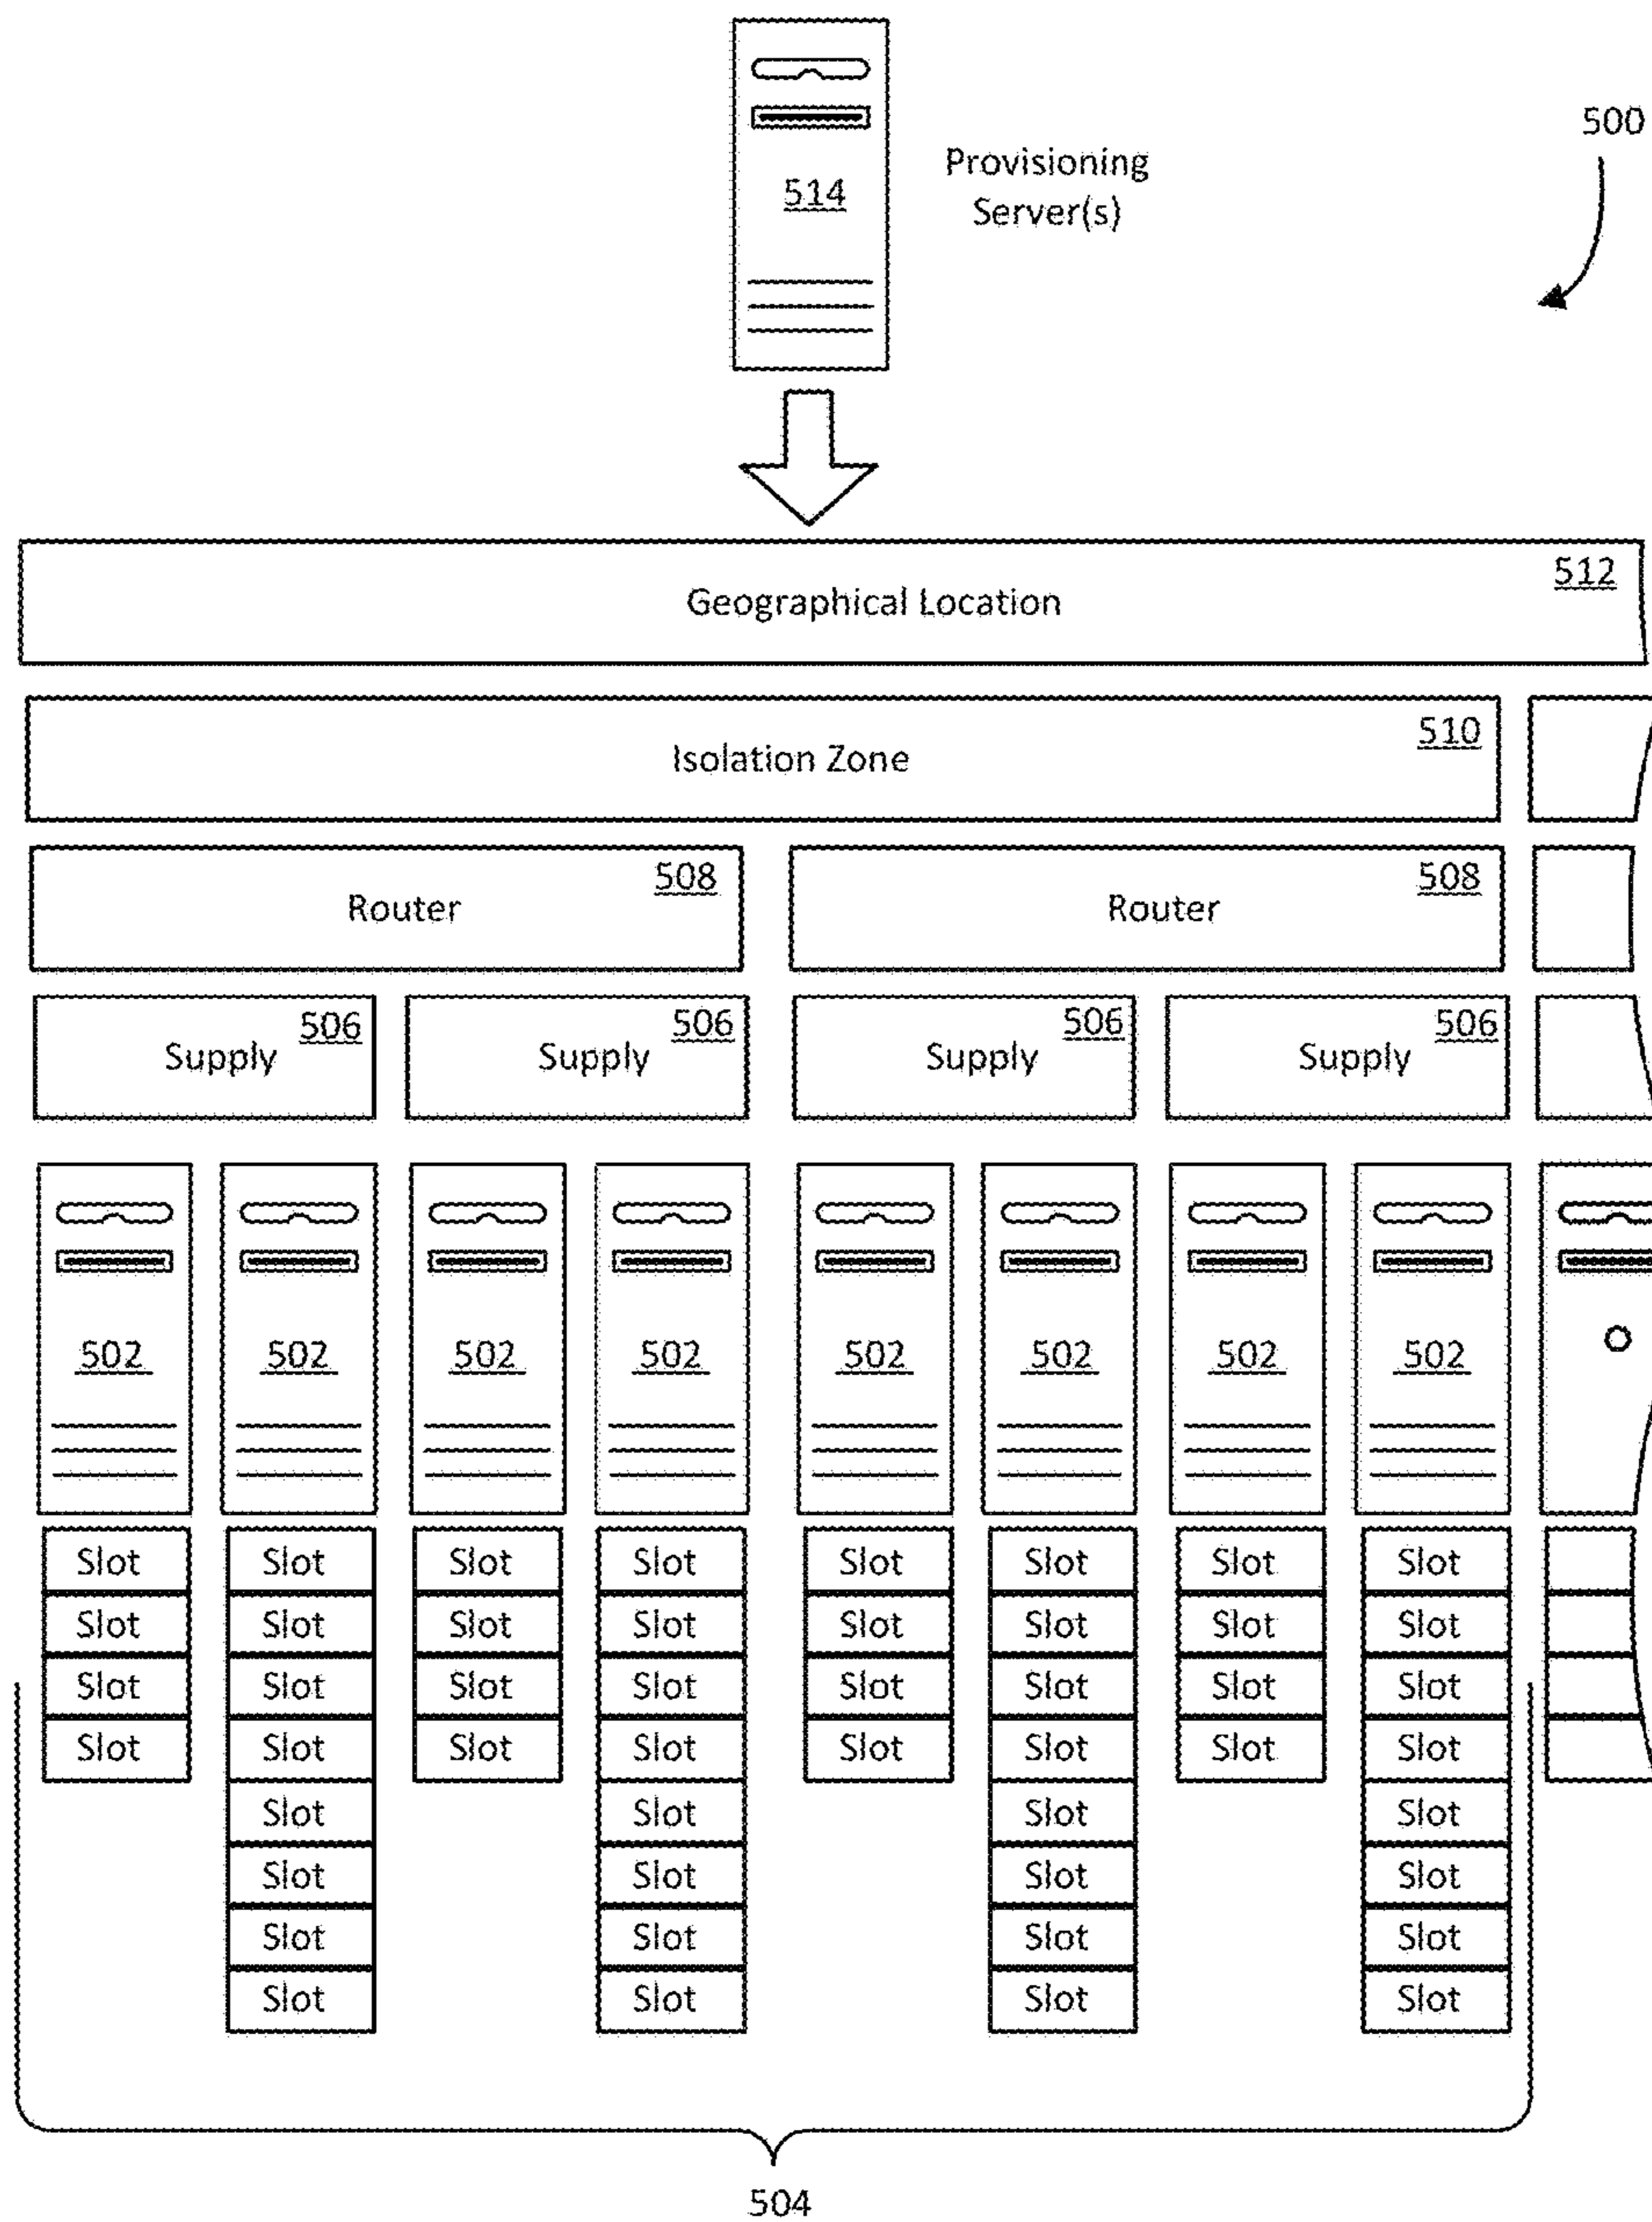 500
514
Provisioning
Server(s)
512
Geographical Location
510
Isolation Zone
508
Router
508
Router
506
Supply
506
Supply
506
Supply
506
Supply
502 502 502 502 502 502 502 502
Slot Slot Slot Slot Slot Slot Slot Slot
Slot Slot Slot Slot Slot Slot Slot Slot
Slot Slot Slot Slot Slot Slot Slot Slot
Slot Slot Slot Slot Slot Slot Slot Slot
Slot Slot Slot Slot
Slot Slot Slot Slot
Slot Slot Slot Slot
Slot Slot Slot Slot
504